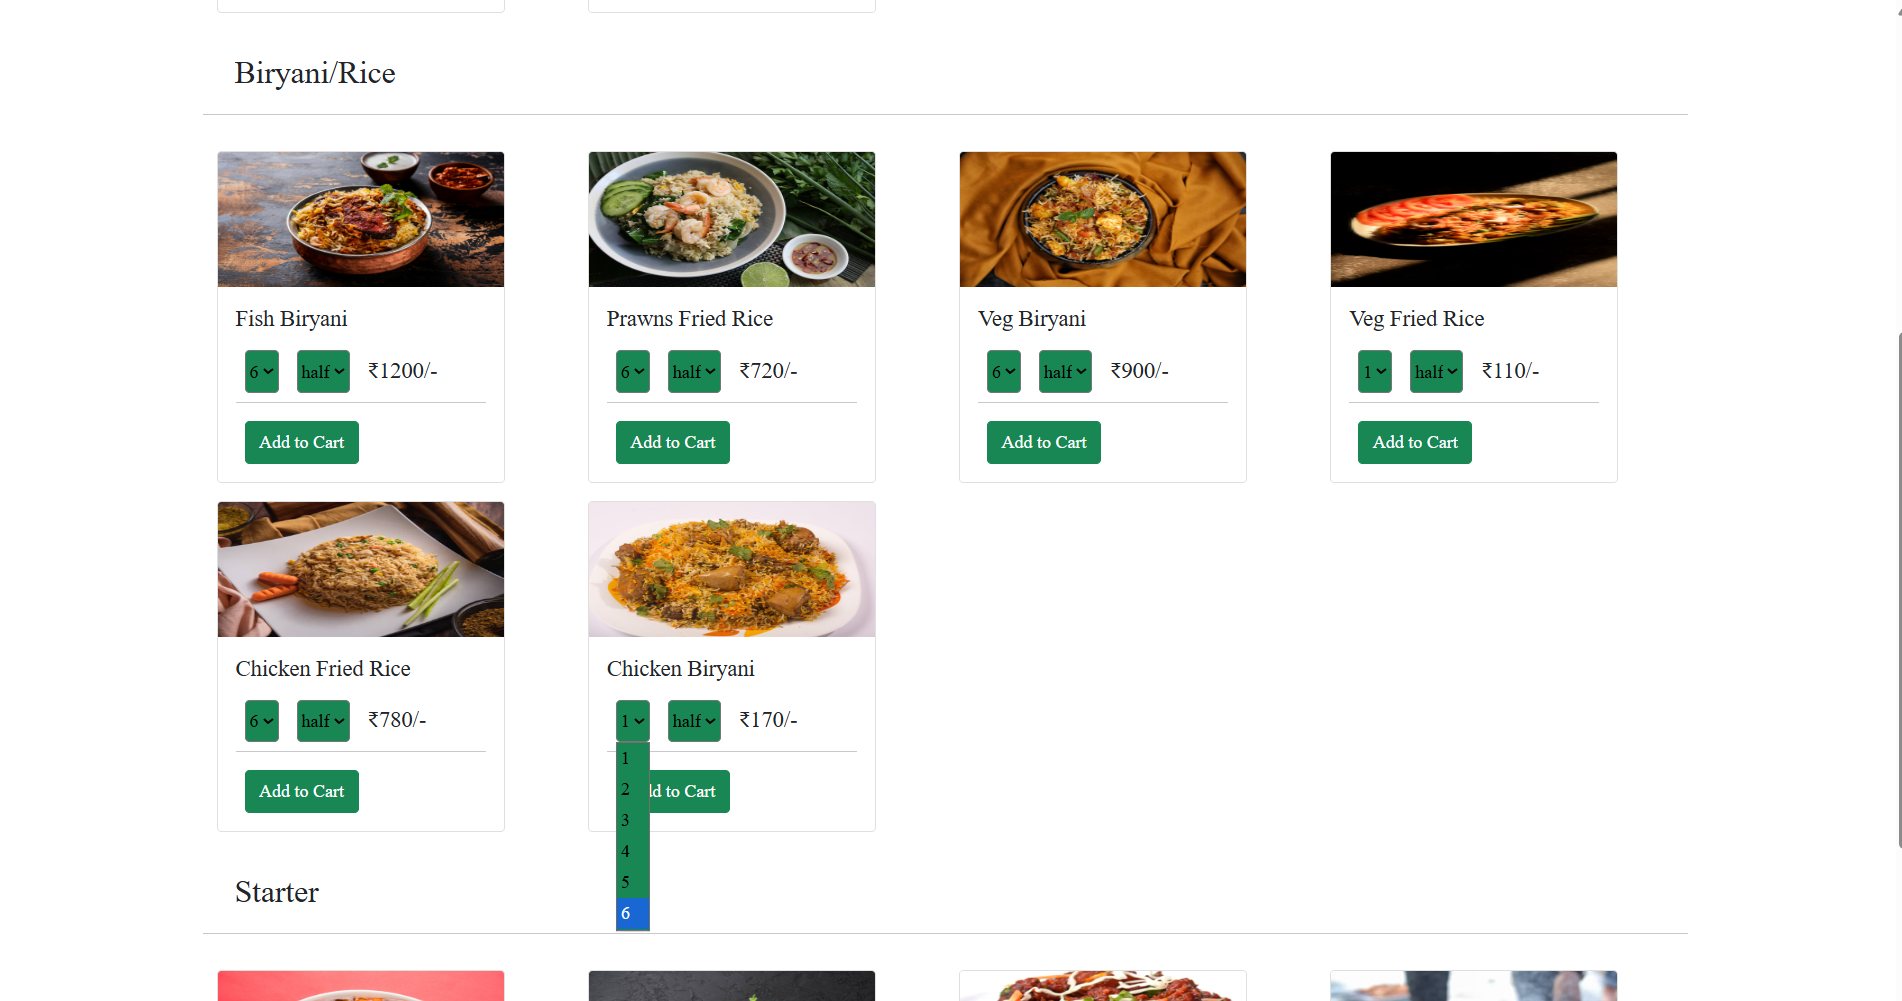 Biryani/Rice
Fish Biryani
6 half ₹1200/-
Add to Cart
Prawns Fried Rice
6 half ₹720/-
Add to Cart
Veg Biryani
6 half ₹900/-
Add to Cart
Veg Fried Rice
1 half ₹110/-
Add to Cart
Chicken Fried Rice
6 half ₹780/-
Add to Cart
Chicken Biryani
1 half ₹170/-
1
2
3
4
5
6
d to Cart
Starter